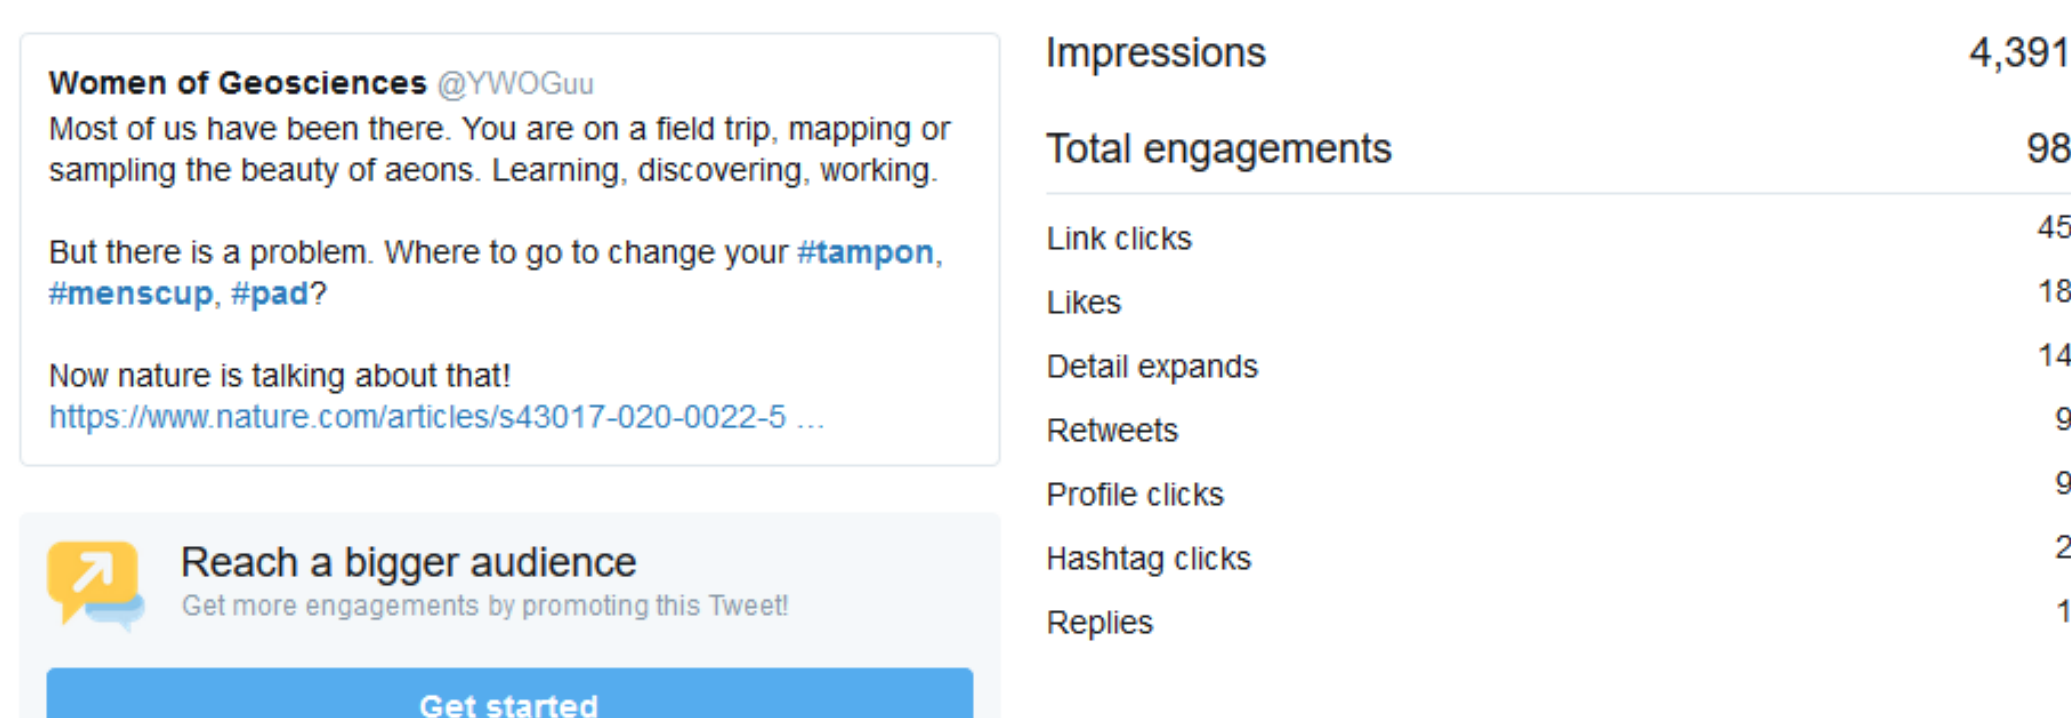 Women of Geosciences @YWOGuu
Most of us have been there. You are on a field trip, mapping or
sampling the beauty of aeons. Learning, discovering, working.
But there is a problem. Where to go to change your #tampon,
#menscup, #pad?
Now nature is talking about that!
https://www.nature.com/articles/s43017-020-0022-5 ...
Reach a bigger audience
Get more engagements by promoting this Tweet!
Get started
Impressions 4,391
Total engagements 98
Link clicks 45
Likes 18
Detail expands 14
Retweets 9
Profile clicks 9
Hashtag clicks 2
Replies 1